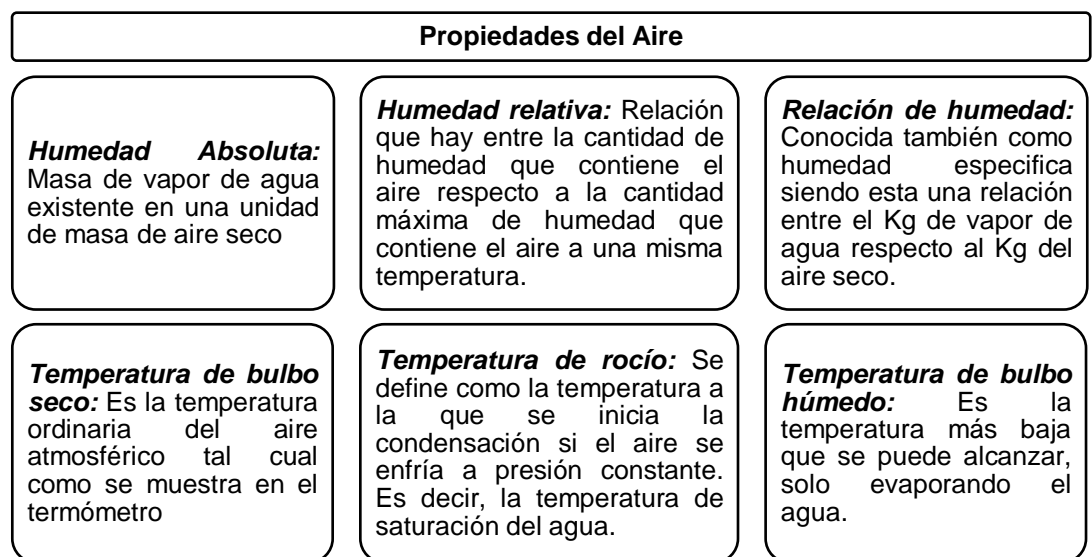 Propiedades del Aire
Humedad Absoluta:
Masa de vapor de agua
existente en una unidad
de masa de aire seco
Humedad relativa: Relación
que hay entre la cantidad de
humedad que contiene el
aire respecto a la cantidad
máxima de humedad que
contiene el aire a una misma
temperatura.
Relación de humedad:
Conocida también como
humedad especifica
siendo esta una relación
entre el Kg de vapor de
agua respecto al Kg del
aire seco.
Temperatura de bulbo
seco: Es la temperatura
ordinaria del aire
atmosférico tal cual
como se muestra en el
termómetro
Temperatura de rocío: Se
define como la temperatura a
la que se inicia la
condensación si el aire se
enfría a presión constante.
Es decir, la temperatura de
saturación del agua.
Temperatura de bulbo
húmedo: Es la
temperatura más baja
que se puede alcanzar,
solo evaporando el
agua.